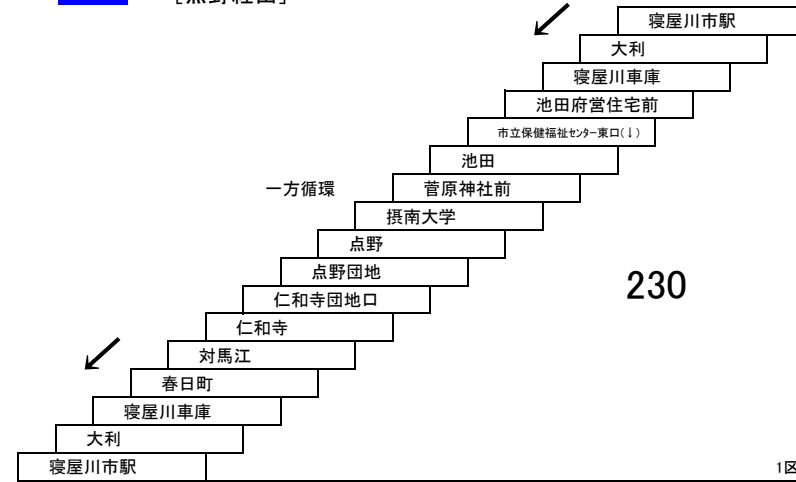 [点野経由]
寝屋川市駅
大利
寝屋川車庫
池田府営住宅前
市立保健福祉センター東口(↓)
池田
一方循環
菅原神社前
摂南大学
点野
点野団地
230
仁和寺団地口
仁和寺
対馬江
春日町
寝屋川車庫
大利
寝屋川市駅
1区